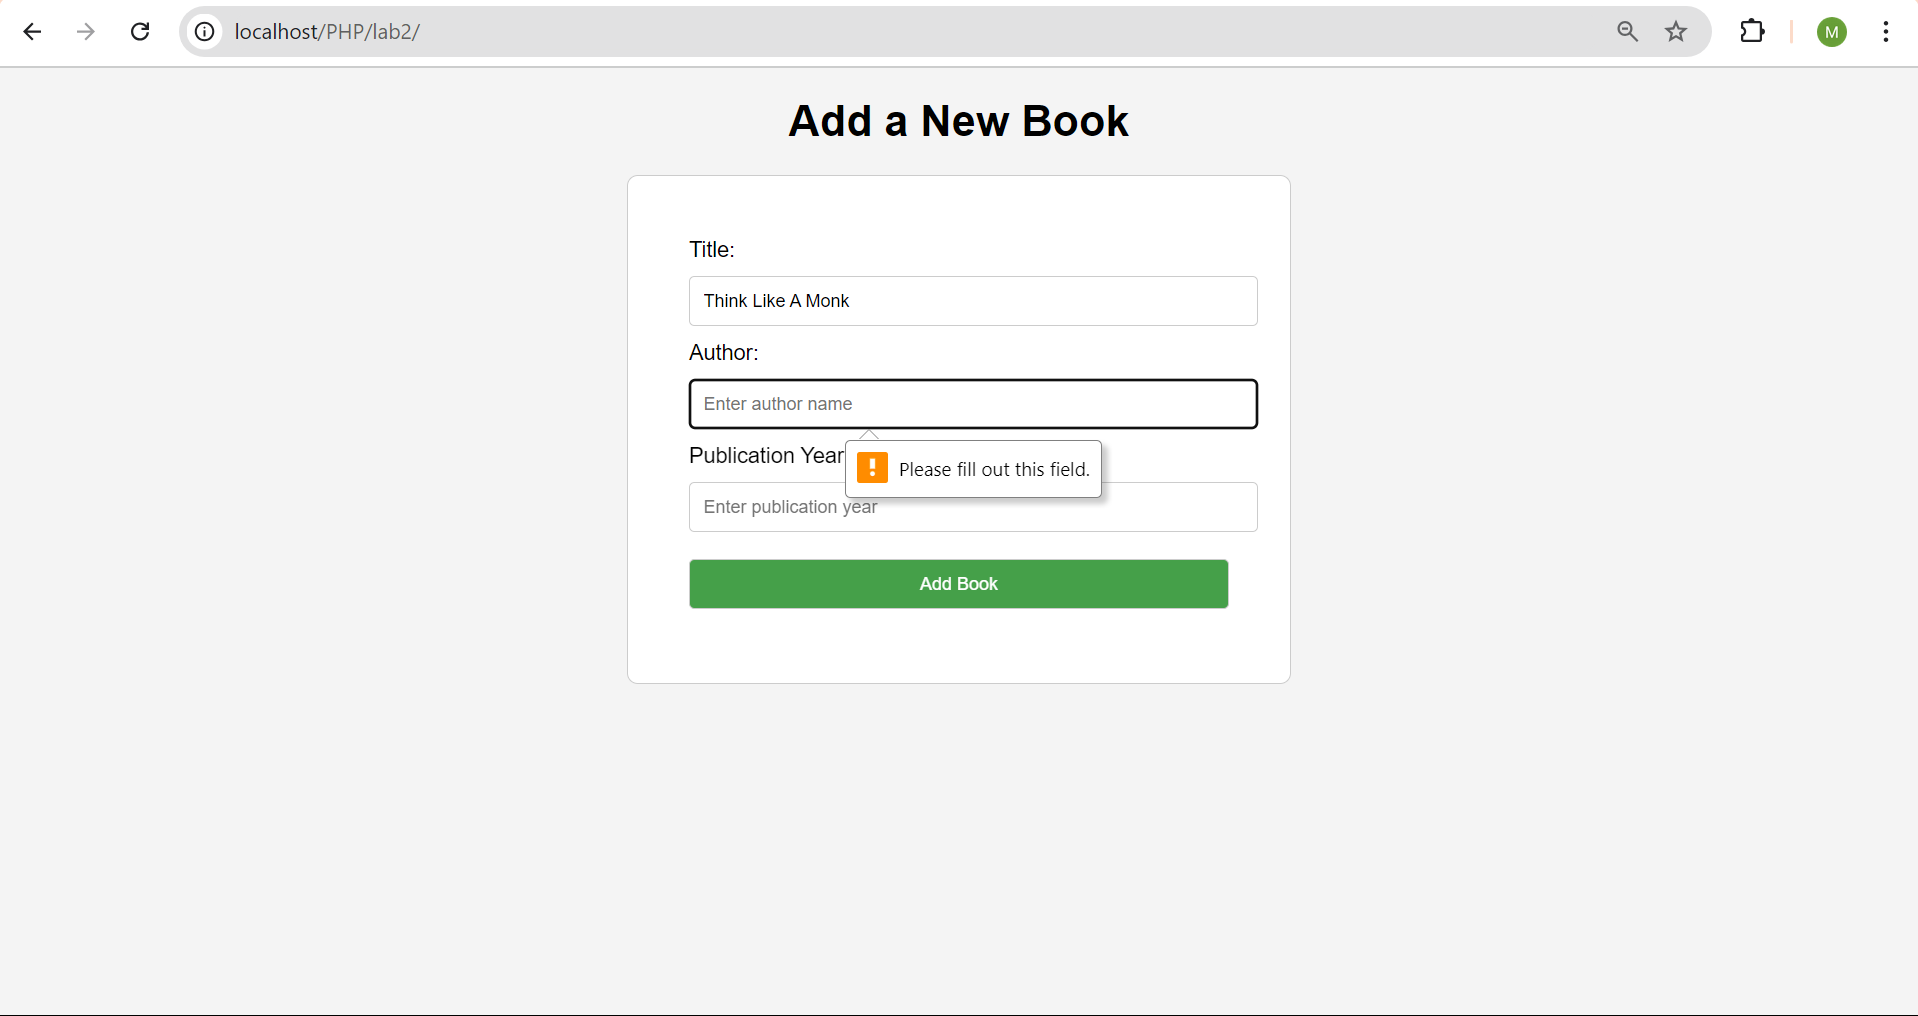 localhost/PHP/lab2/
M
Add a New Book
Title:
Think Like A Monk
Author:
Enter author name
Publication Year
Please fill out this field.
Enter publication year
Add Book